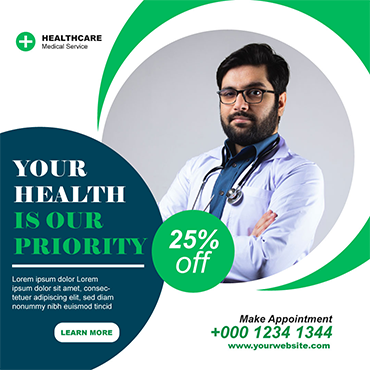 HEALTHCARE
Medical Service
YOUR
HEALTH
IS OUR
PRIORITY
Lorem ipsum dolor Lorem
ipsum dolor sit amet, consec-
tetuer adipiscing elit, sed diam
nonummy nibh euismod tincidunt
LEARN MORE
25%
off
Make Appointment
+000 1234 1344
www.yourwebsite.com